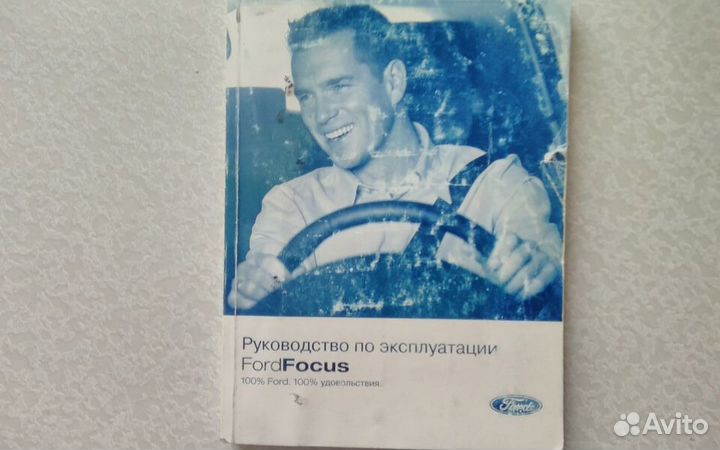 Руководство по эксплуатации
FordFocus
100% Ford. 100% удовольствия.
Ford
Avito